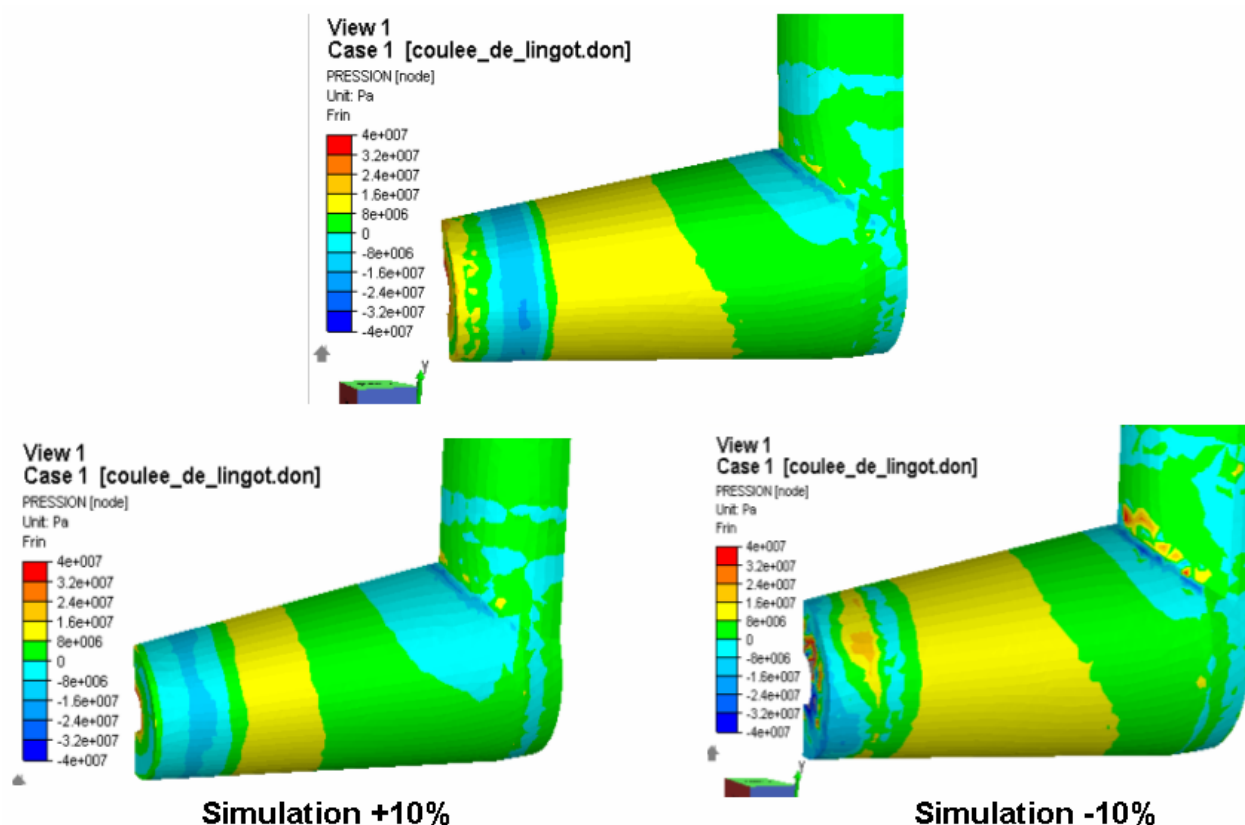 View 1
Case 1 [coulee_de_lingot.don]
PRESSION [node]
Unit: Pa
Frin
4e+007
3.2e+007
2.4e+007
1.6e+007
8e+006
0
-8e+006
-1.6e+007
-2.4e+007
-3.2e+007
-4e+007
Y
View 1
Case 1 [coulee_de_lingot.don]
PRESSION [node]
Unit: Pa
Frin
4e+007
3.2e+007
2.4e+007
1.6e+007
8e+006
0
-8e+006
-1.6e+007
-2.4e+007
-3.2e+007
-4e+007
Simulation +10%
View 1
Case 1 [coulee_de_lingot.don]
PRESSION [node]
Unit: Pa
Frin
4e+007
3.2e+007
2.4e+007
1.6e+007
8e+006
0
-8e+006
-1.6e+007
-2.4e+007
-3.2e+007
-4e+007
Y
Simulation -10%